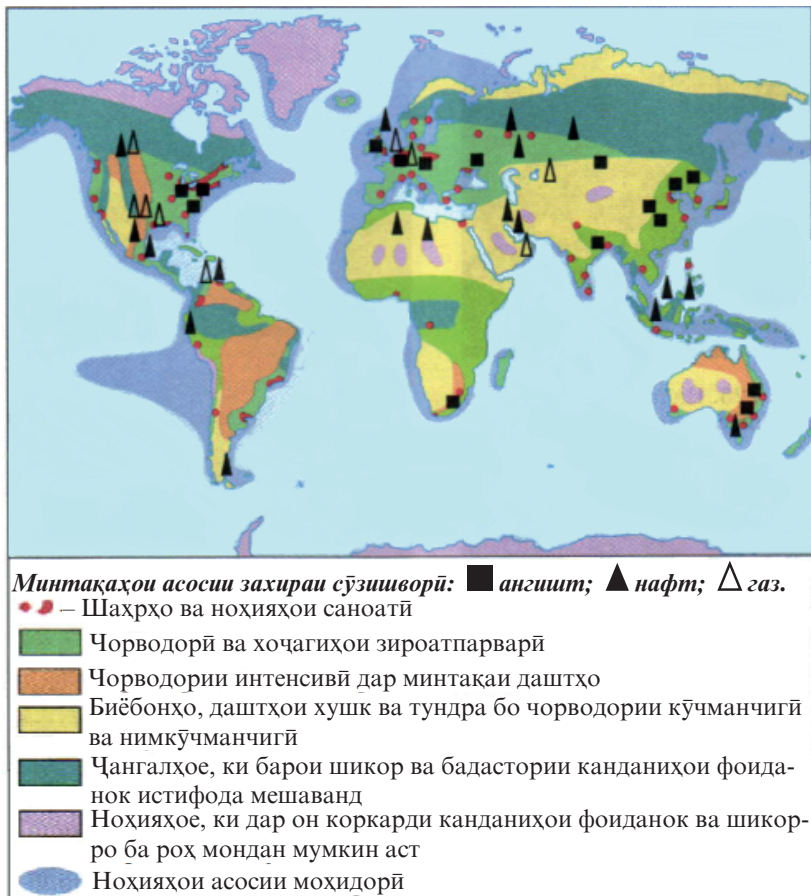 Минтақаҳои асосии захираи сӯзишворӣ: ангишт; нафт; газ.
– Шаҳрҳо ва ноҳияҳои саноатӣ
Чорводорӣ ва хоҷагиҳои зироатпарварӣ
Чорводории интенсивӣ дар минтақаи даштҳо
Биёбонҳо, даштҳои хушк ва тундра бо чорводории кӯчманчигӣ
ва нимкӯчманчигӣ
Ҷангалҳое, ки барои шикор ва бадастории канданиҳои фоида-
нок истифода мешаванд
Ноҳияҳое, ки дар он коркарди канданиҳои фоиданок ва шикор-
ро ба роҳ мондан мумкин аст
Ноҳияҳои асосии моҳидорӣ